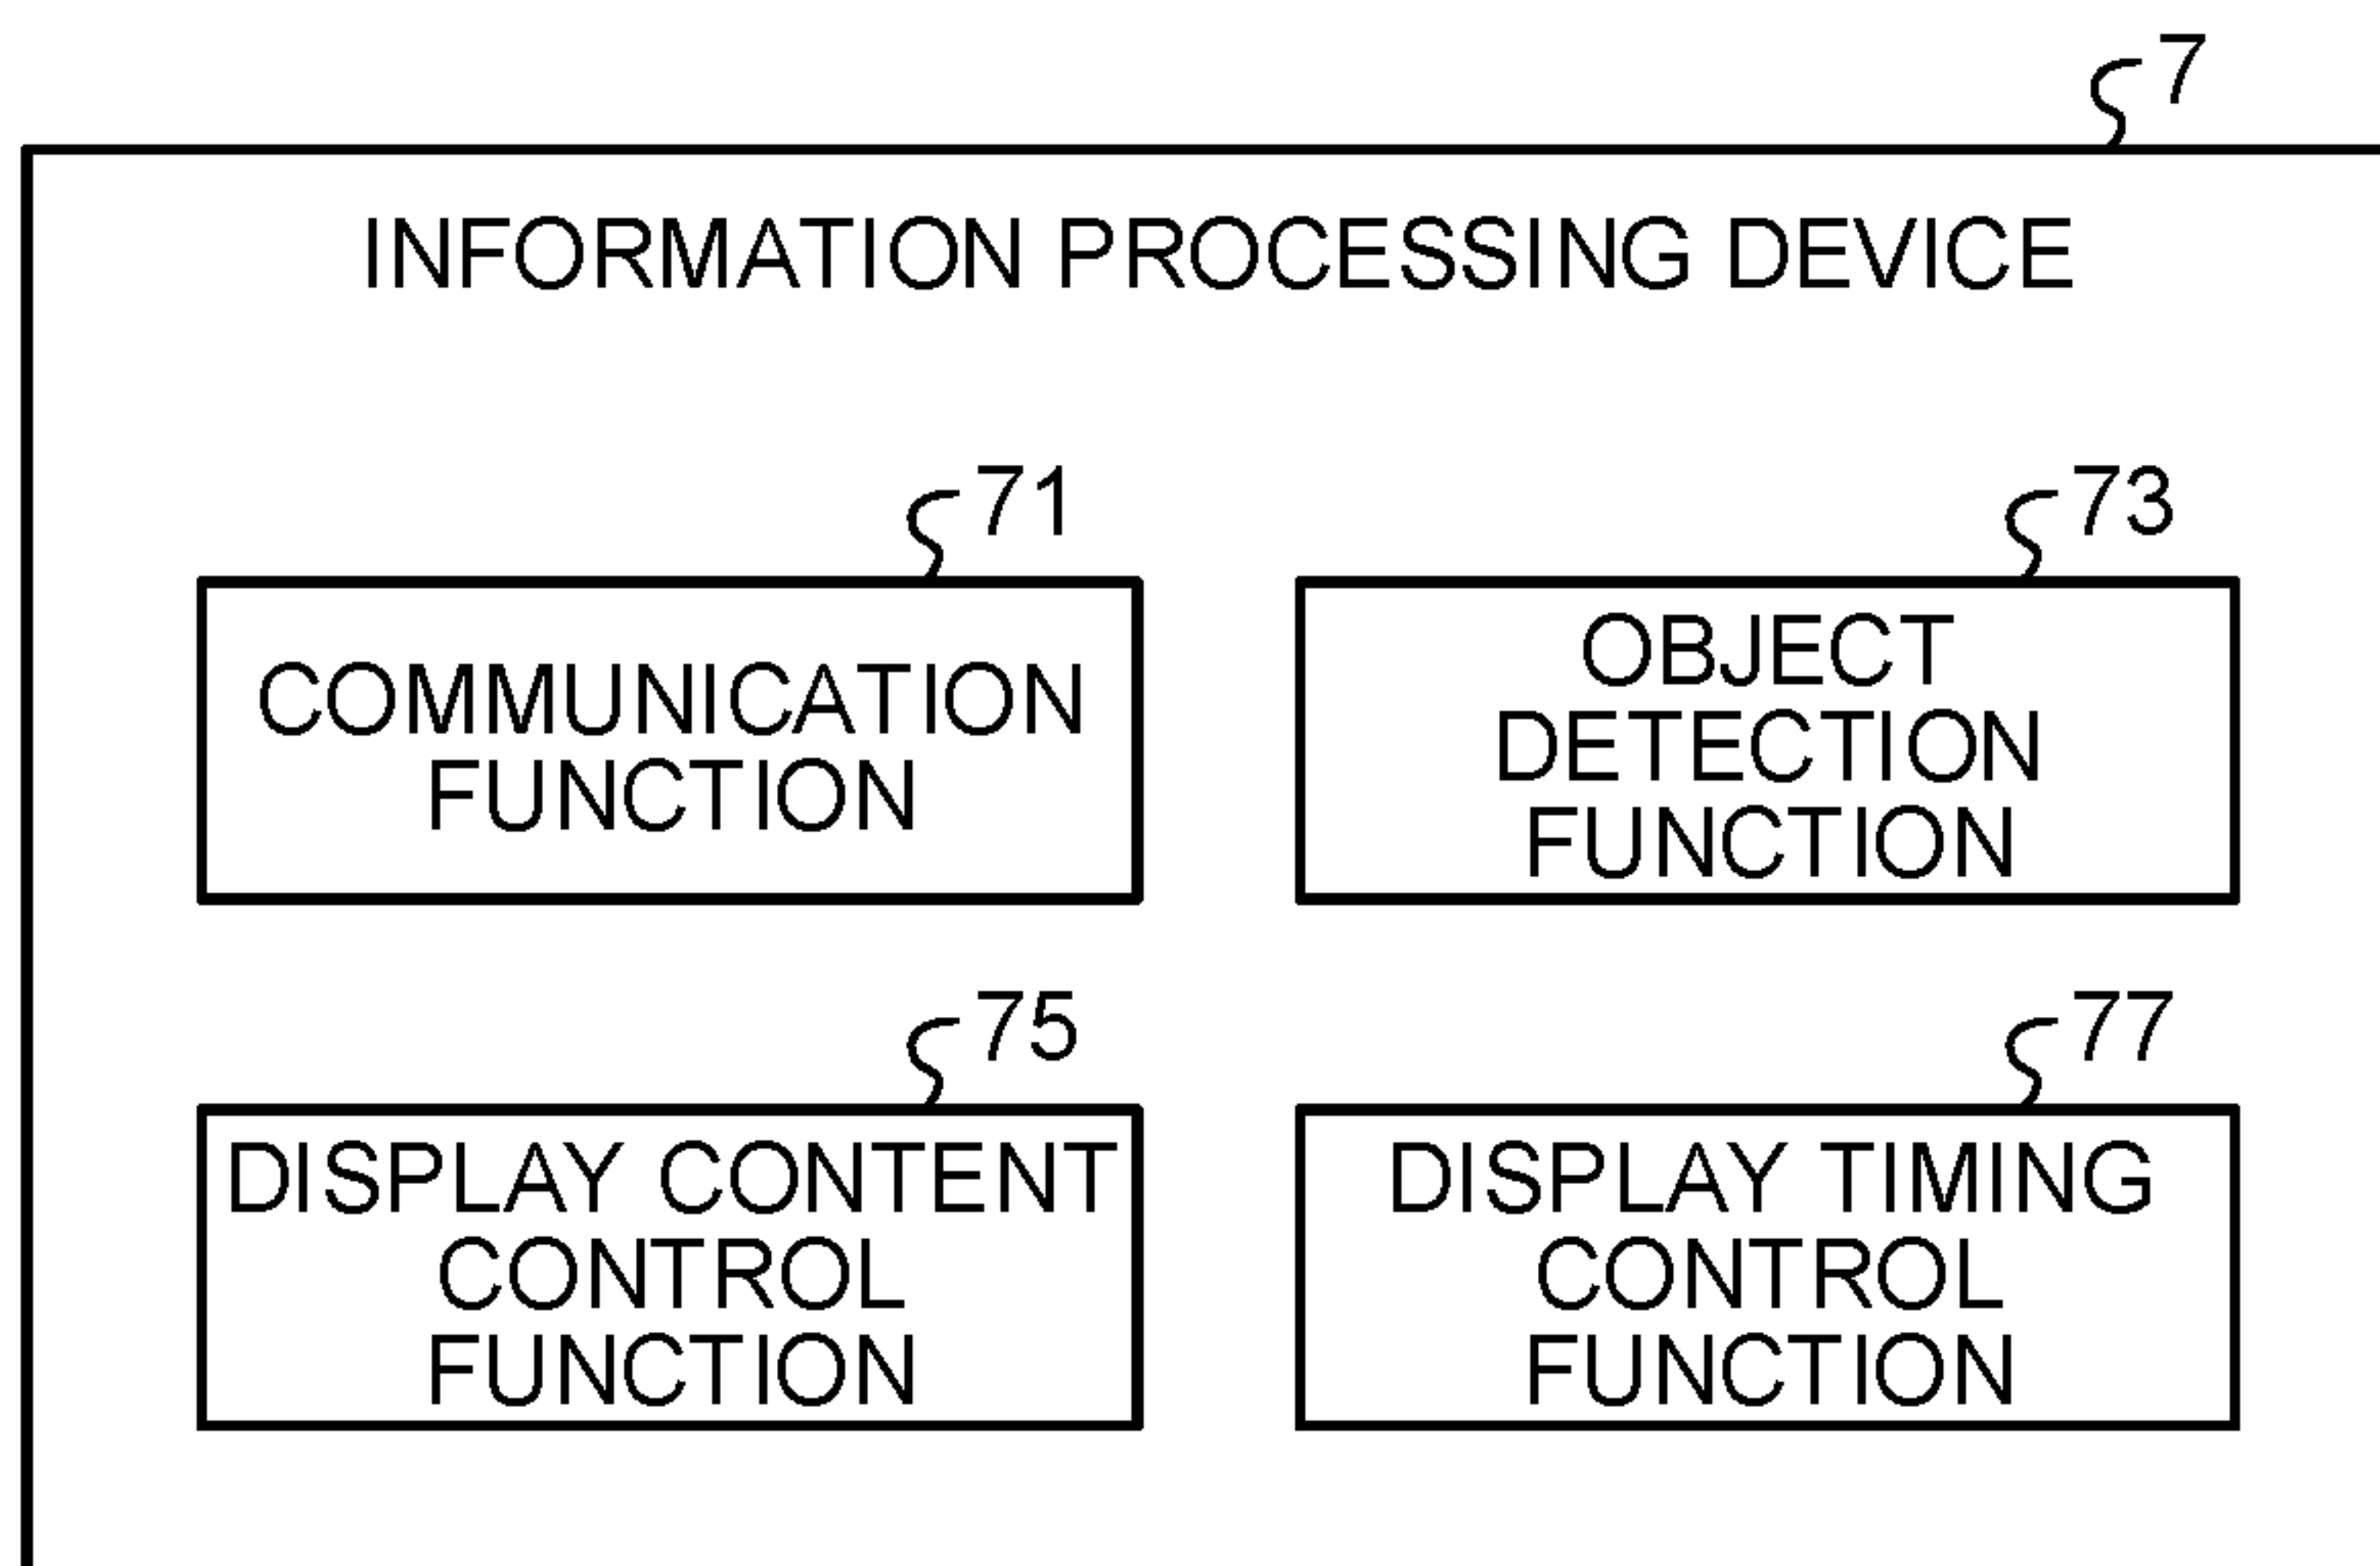 7
INFORMATION PROCESSING DEVICE
71
COMMUNICATION
FUNCTION
73
OBJECT
DETECTION
FUNCTION
75
DISPLAY CONTENT
CONTROL
FUNCTION
77
DISPLAY TIMING
CONTROL
FUNCTION